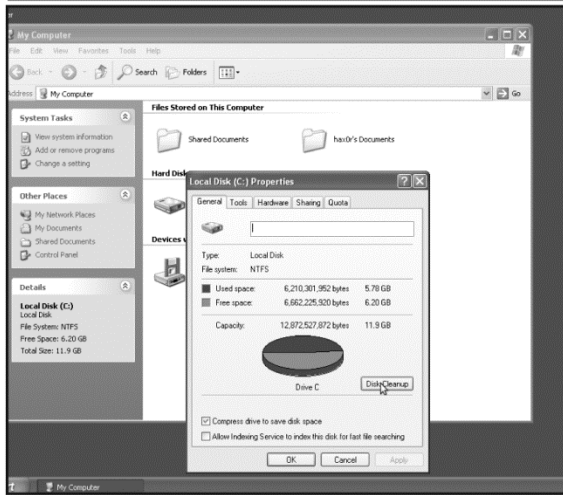 My Computer
File Edit View Favorites Tools Help
Back Search Folders
Address My Computer Go
System Tasks
View system information
Add or remove programs
Change a setting
Other Places
My Network Places
My Documents
Shared Documents
Control Panel
Details
Local Disk (C:)
Local Disk
File System: NTFS
Free Space: 6.20 GB
Total Size: 11.9 GB
Files Stored on This Computer
Shared Documents
hax0r's Documents
Hard Disk
Devices
Local Disk (C:) Properties
General Tools Hardware Sharing Quota
Type: Local Disk
File system: NTFS
Used space: 6,210,301,952 bytes 5.78 GB
Free space: 6,662,225,920 bytes 6.20 GB
Capacity: 12,872,527,872 bytes 11.9 GB
Drive C
Disk Cleanup
Compress drive to save disk space
Allow Indexing Service to index this disk for fast file searching
OK Cancel Apply
My Computer